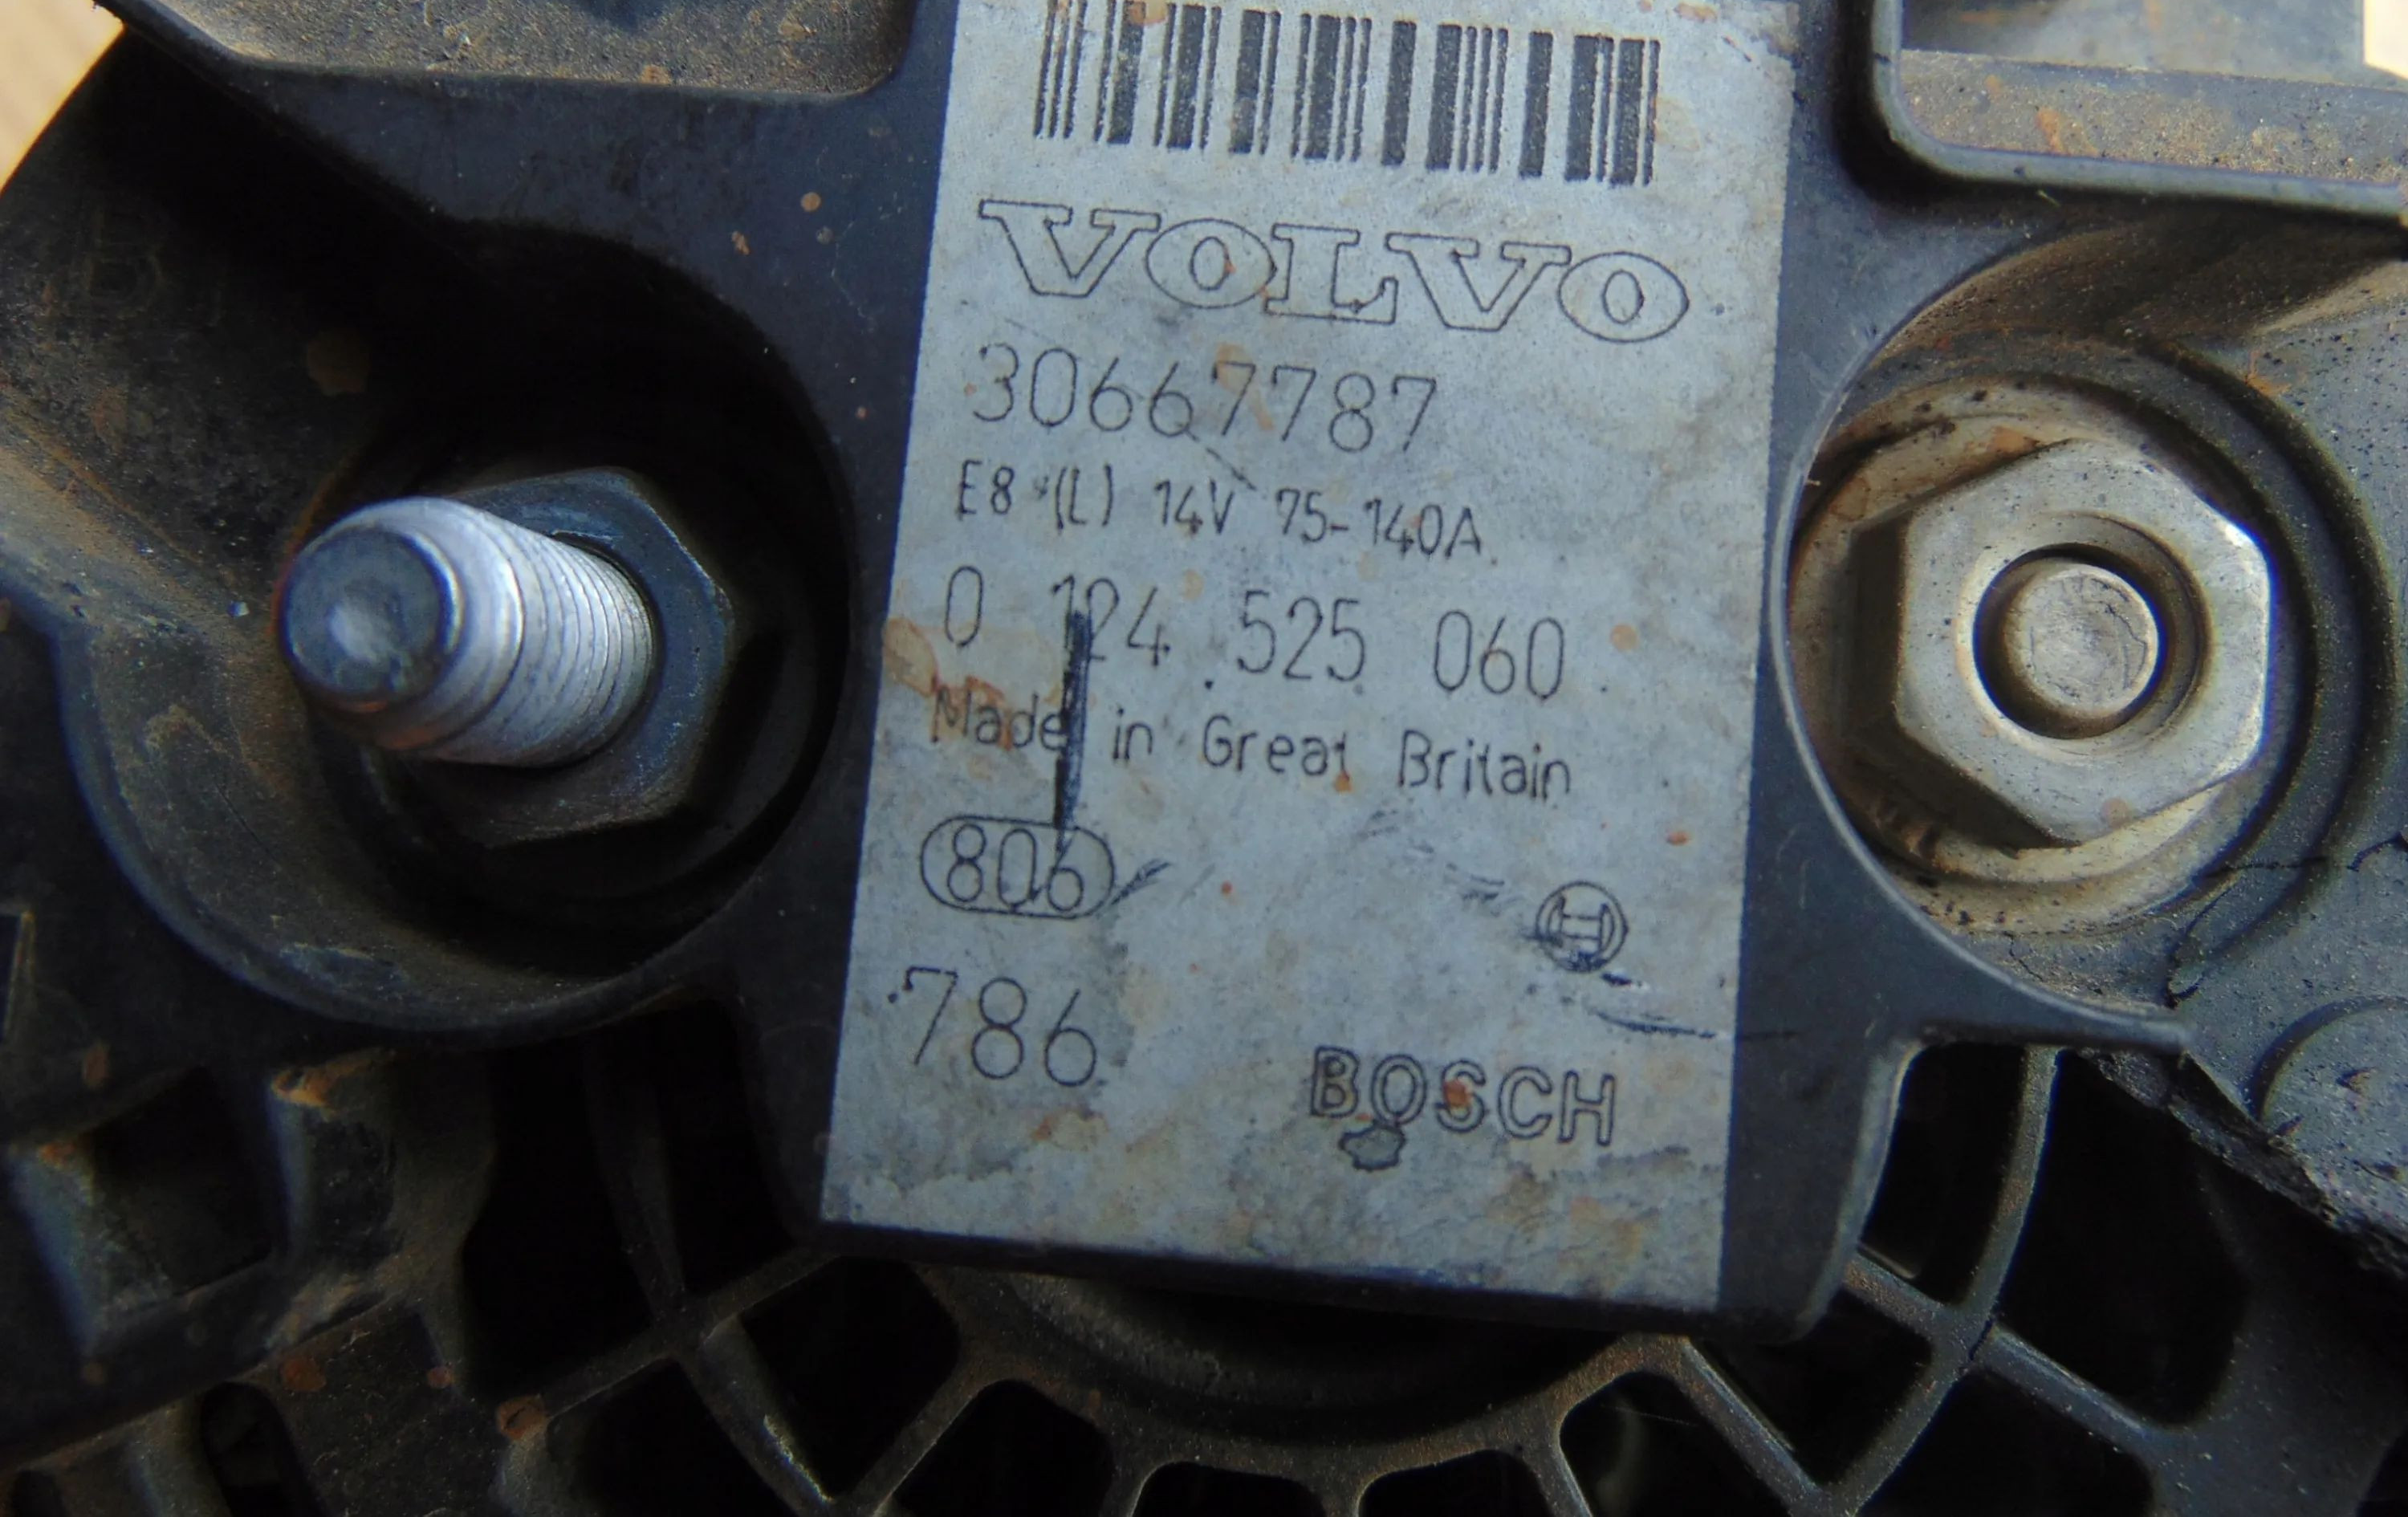 VOLVO
30667787
E8 (L) 14V 75-140A
0 124 525 060
Made in Great Britain
806
786
BOSCH